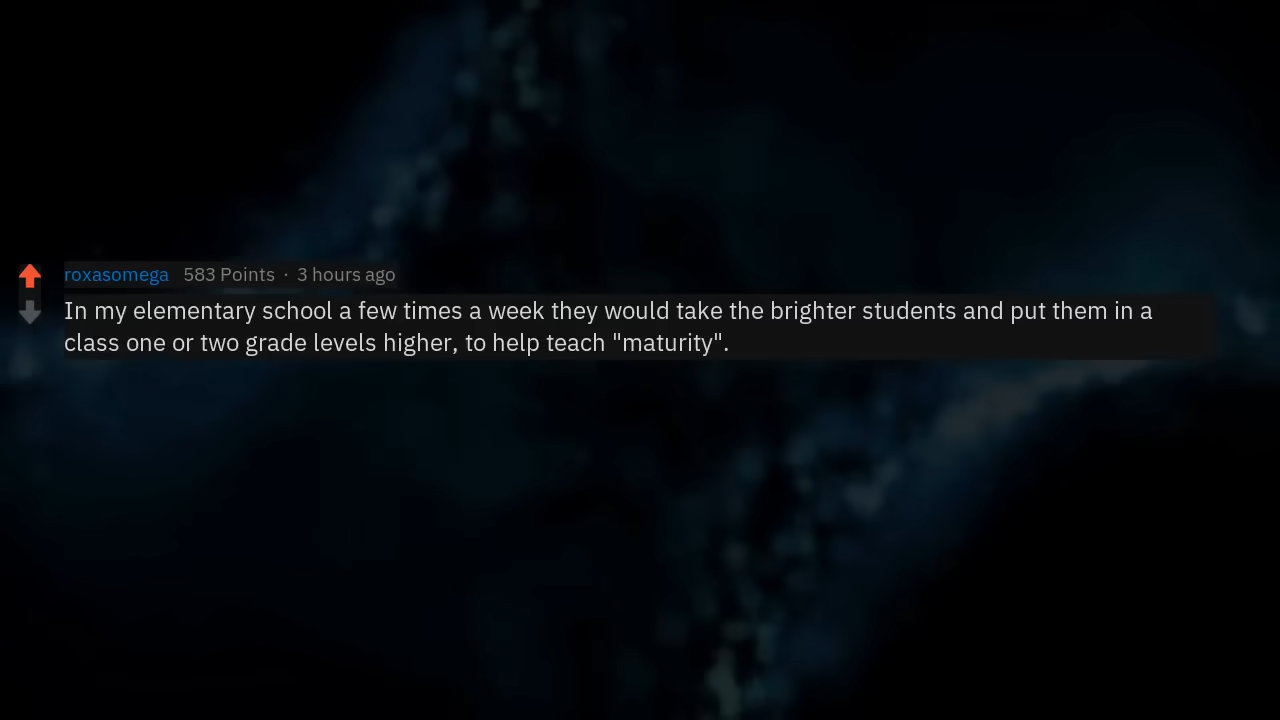 roxasomega 583 Points · 3 hours ago
In my elementary school a few times a week they would take the brighter students and put them in a
class one or two grade levels higher, to help teach "maturity".